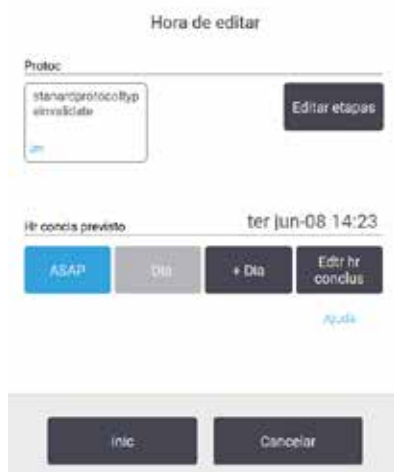 Hora de editar
Protoc
stanardprotocoltyp
einvalidate
Editar etapas
Hr concls previsto
ter jun-08 14:23
ASAP
Dia
+ Dia
Edtr hr
conclus
Ajuda
Inic
Cancelar